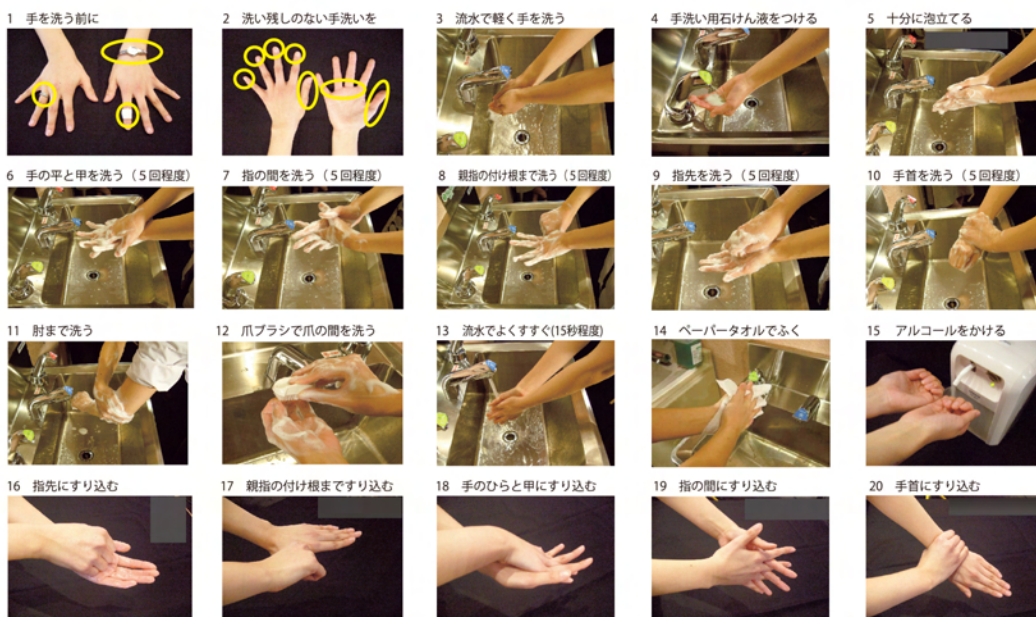 1 手を洗う前に
2 洗い残しのない手洗いを
3 流水で軽く手を洗う
4 手洗い用石けん液をつける
5 十分に泡立てる
6 手の平と甲を洗う（５回程度）
7 指の間を洗う（５回程度）
8 親指の付け根まで洗う（５回程度）
9 指先を洗う（５回程度）
10 手首を洗う（５回程度）
11 肘まで洗う
12 爪ブラシで爪の間を洗う
13 流水でよくすすぐ(15秒程度)
14 ペーパータオルでふく
15 アルコールをかける
16 指先にすり込む
17 親指の付け根まですり込む
18 手のひらと甲にすり込む
19 指の間にすり込む
20 手首にすり込む